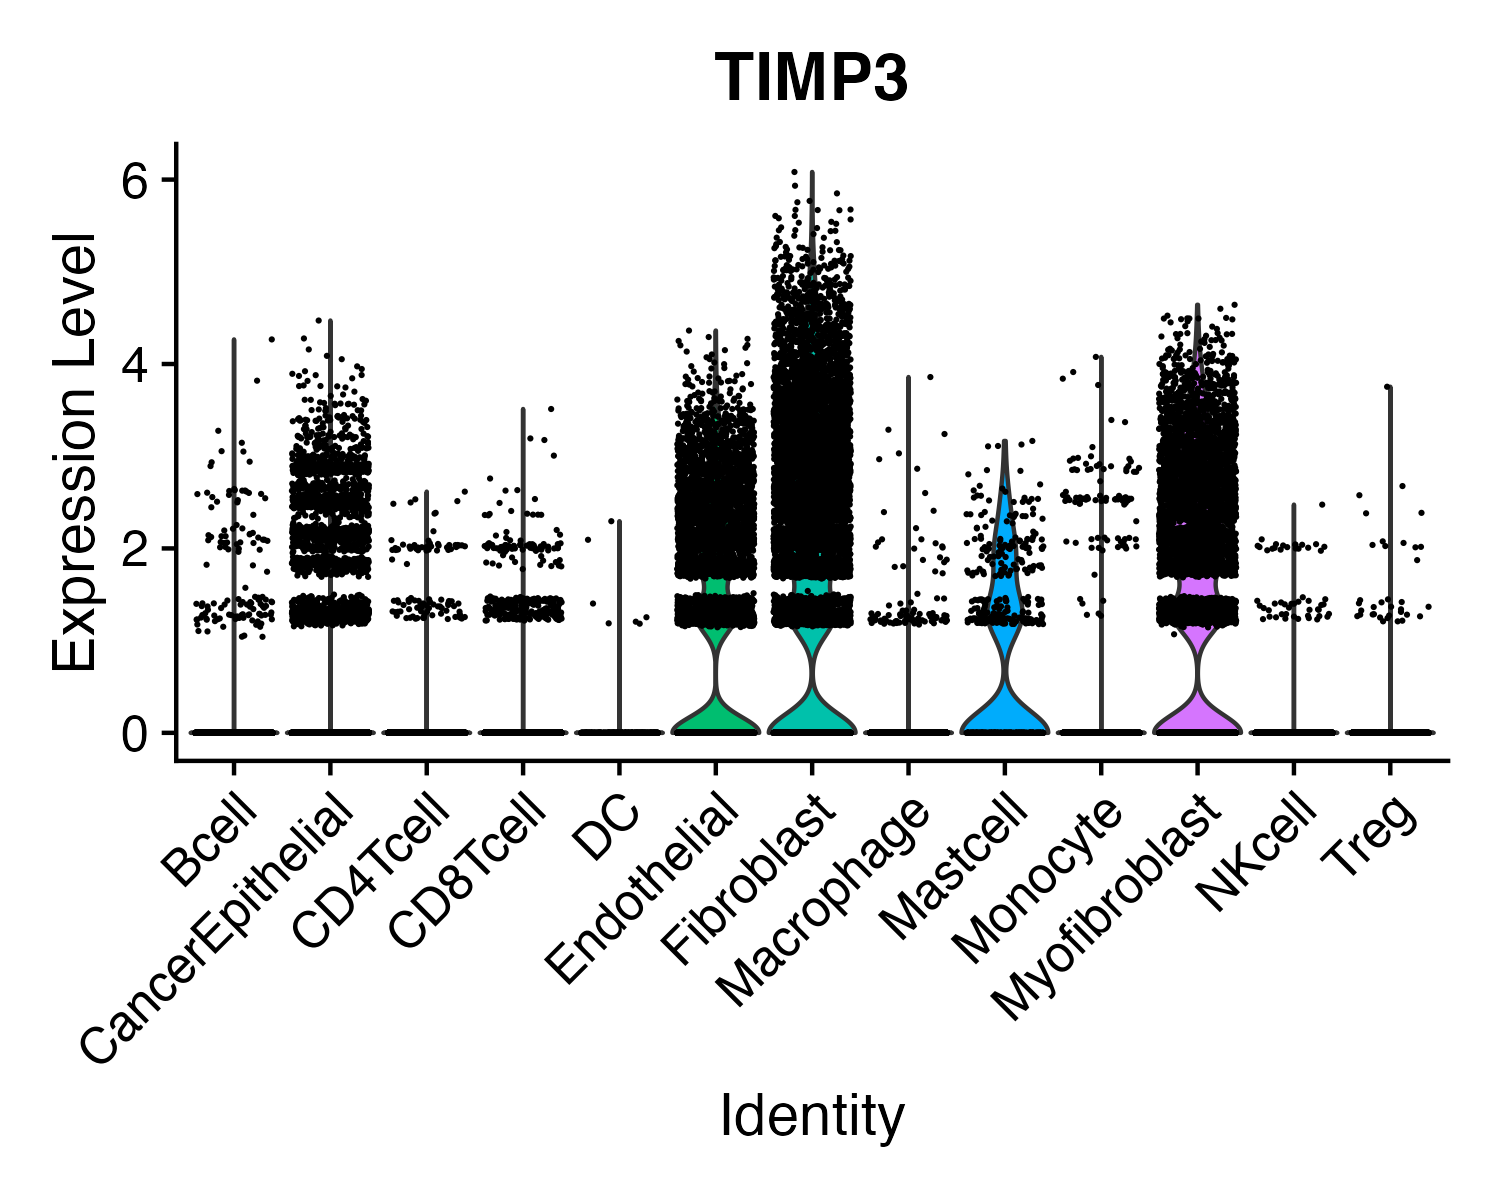 TIMP3
Expression Level
6
4
2
0
Bcell
CancerEpithelial
CD4Tcell
CD8Tcell
DC
Endothelial
Fibroblast
Macrophage
Mastcell
Monocyte
Myofibroblast
NKcell
Treg
Identity